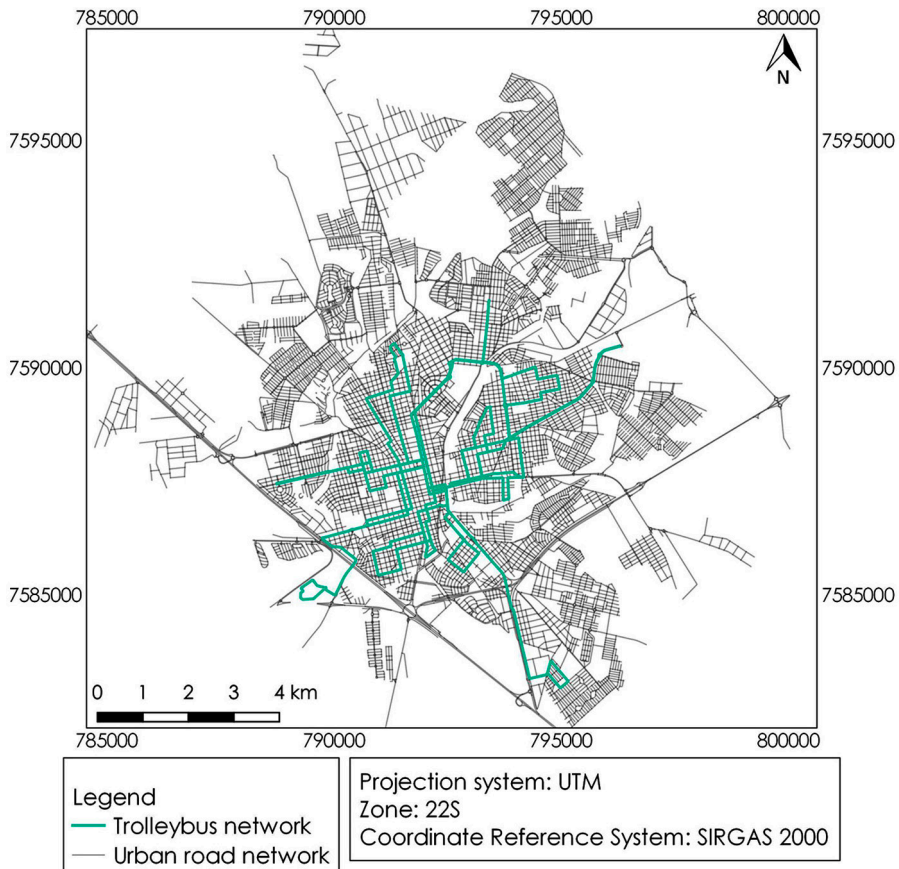 785000 790000 795000 800000
N
7595000 7595000
7590000 7590000
7585000 7585000
0 1 2 3 4 km
785000 790000 795000 800000
Legend
Trolleybus network
Urban road network
Projection system: UTM
Zone: 22S
Coordinate Reference System: SIRGAS 2000